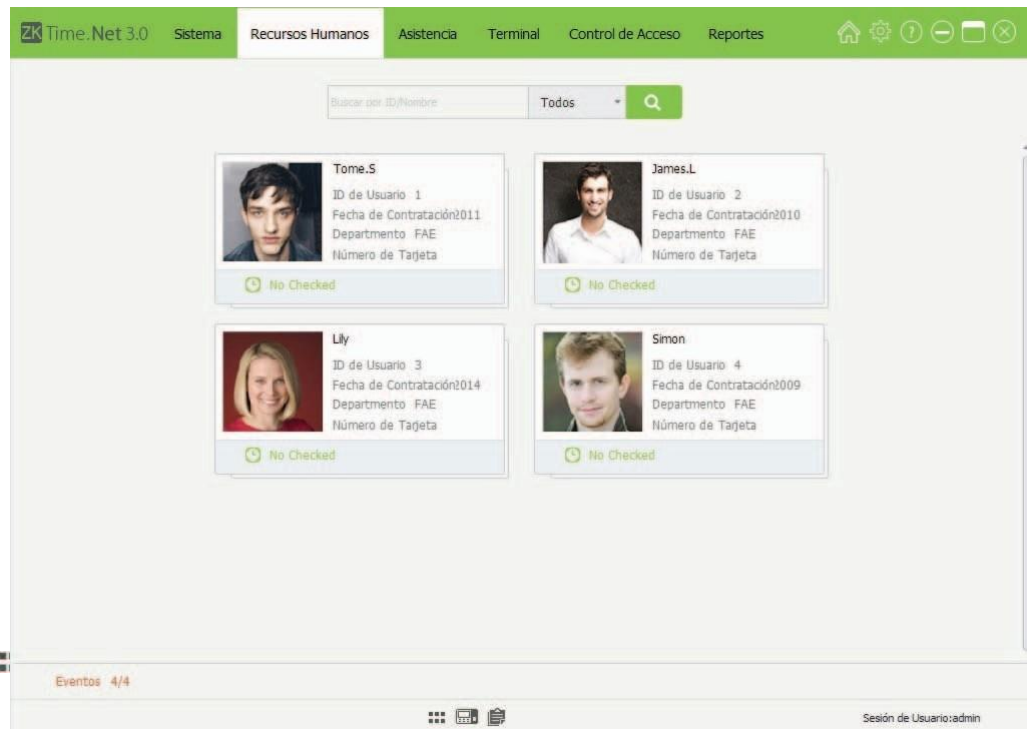 ZK Time.Net 3.0 Sistema Recursos Humanos Asistencia Terminal Control de Acceso Reportes
Buscar por ID/Nombre Todos
Tome.S
ID de Usuario 1
Fecha de Contratación2011
Departmento FAE
Número de Tarjeta
No Checked
James.L
ID de Usuario 2
Fecha de Contratación2010
Departmento FAE
Número de Tarjeta
No Checked
Lily
ID de Usuario 3
Fecha de Contratación2014
Departmento FAE
Número de Tarjeta
No Checked
Simon
ID de Usuario 4
Fecha de Contratación2009
Departmento FAE
Número de Tarjeta
No Checked
Eventos 4/4
Sesión de Usuario:admin